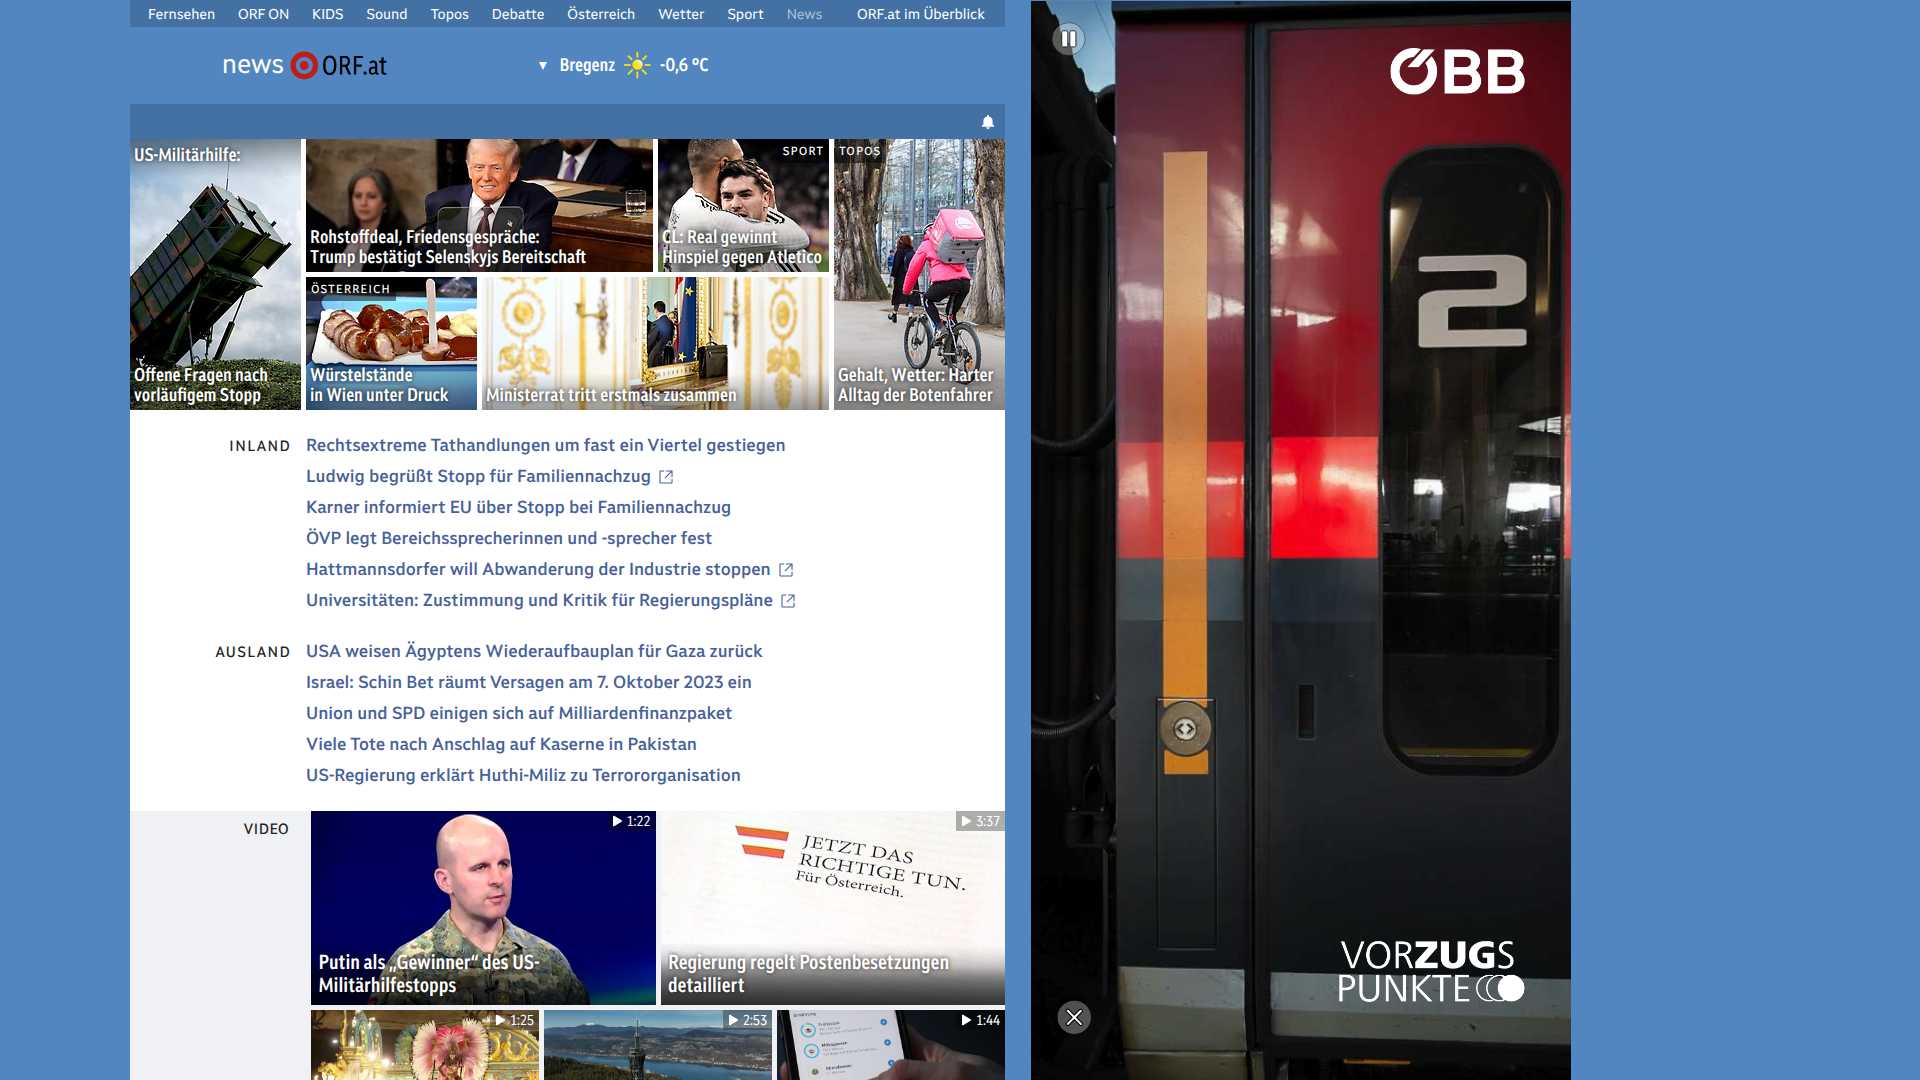 Fernsehen ORF ON KIDS Sound Topos Debatte Österreich Wetter Sport News ORF.at im Überblick
news ORF.at
▼ Bregenz -0,6 °C
US-Militärhilfe:
Offene Fragen nach
vorläufigem Stopp
Rohstoffdeal, Friedensgespräche:
Trump bestätigt Selenskyjs Bereitschaft
SPORT
CL: Real gewinnt
Hinspiel gegen Atletico
TOPOS
Gehalt, Wetter: Harter
Alltag der Botenfahrer
ÖSTERREICH
Würstelstände
in Wien unter Druck
Ministerrat tritt erstmals zusammen
INLAND
Rechtsextreme Tathandlungen um fast ein Viertel gestiegen
Ludwig begrüßt Stopp für Familiennachzug
Karner informiert EU über Stopp bei Familiennachzug
ÖVP legt Bereichssprecherinnen und -sprecher fest
Hattmannsdorfer will Abwanderung der Industrie stoppen
Universitäten: Zustimmung und Kritik für Regierungspläne
AUSLAND
USA weisen Ägyptens Wiederaufbauplan für Gaza zurück
Israel: Schin Bet räumt Versagen am 7. Oktober 2023 ein
Union und SPD einigen sich auf Milliardenfinanzpaket
Viele Tote nach Anschlag auf Kaserne in Pakistan
US-Regierung erklärt Huthi-Miliz zu Terrororganisation
VIDEO
1:22
Putin als „Gewinner“ des US-
Militärhilfestopps
3:37
JETZT DAS
RICHTIGE TUN.
Für Österreich.
Regierung regelt Postenbesetzungen
detailliert
1:25
2:53
1:44
ÖBB
2
VORZUGS
PUNKTE